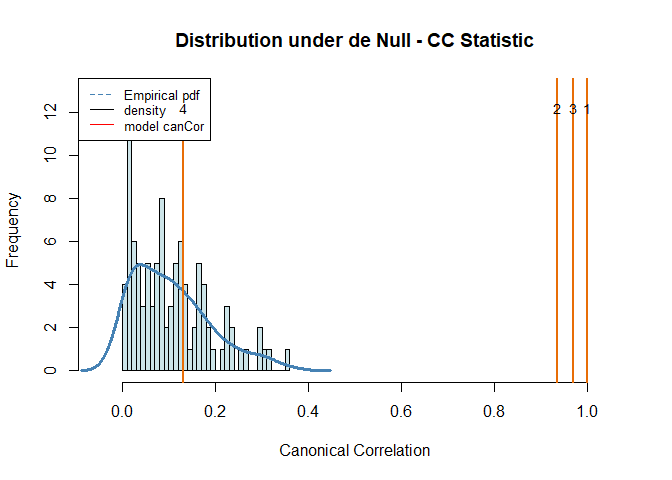 Distribution under de Null - CC Statistic
Empirical pdf
density 4
model canCor
2 3 1
Frequency
12
10
8
6
4
2
0
0.0 0.2 0.4 0.6 0.8 1.0
Canonical Correlation